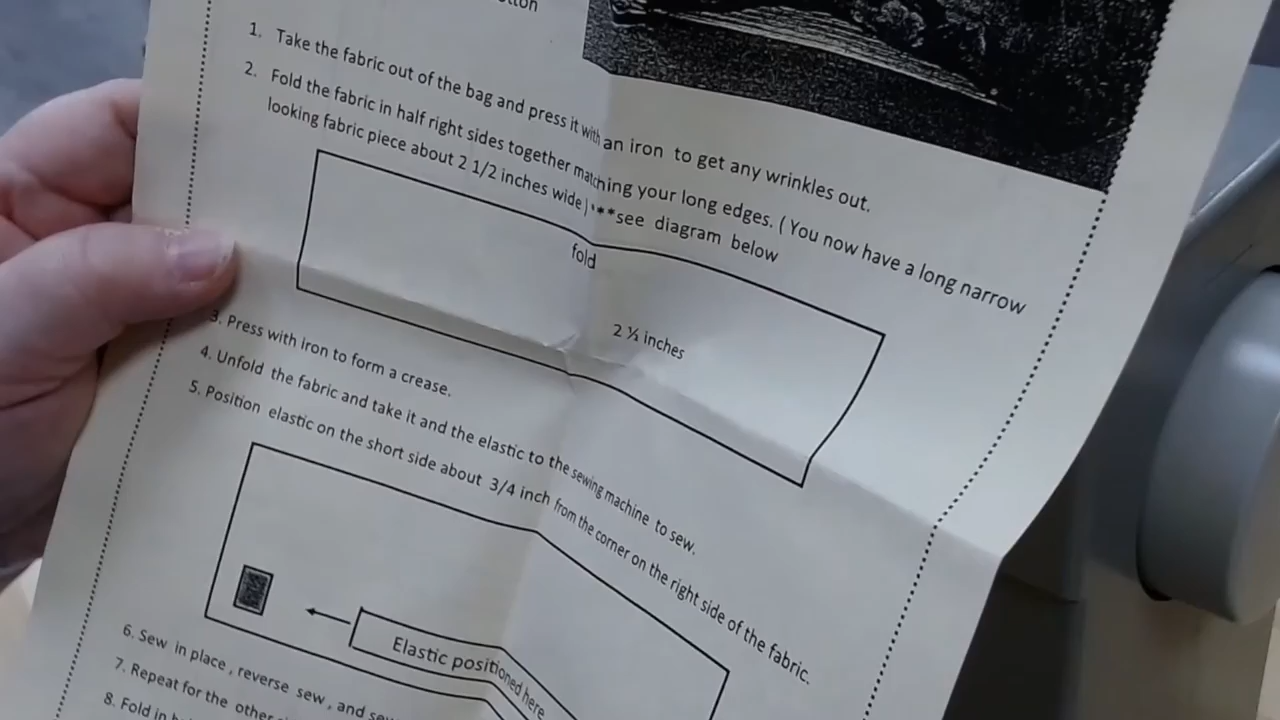 1. Take the fabric out of the bag and press it with an iron to get any wrinkles out.
2. Fold the fabric in half right sides together matching your long edges. ( You now have a long narrow
looking fabric piece about 2 1/2 inches wide) ***see diagram below
fold
2 ½ inches
3. Press with iron to form a crease.
4. Unfold the fabric and take it and the elastic to the sewing machine to sew.
5. Position elastic on the short side about 3/4 inch from the corner on the right side of the fabric.
Elastic positioned here
6. Sew in place , reverse sew , and
7. Repeat for the other
8. Fold in